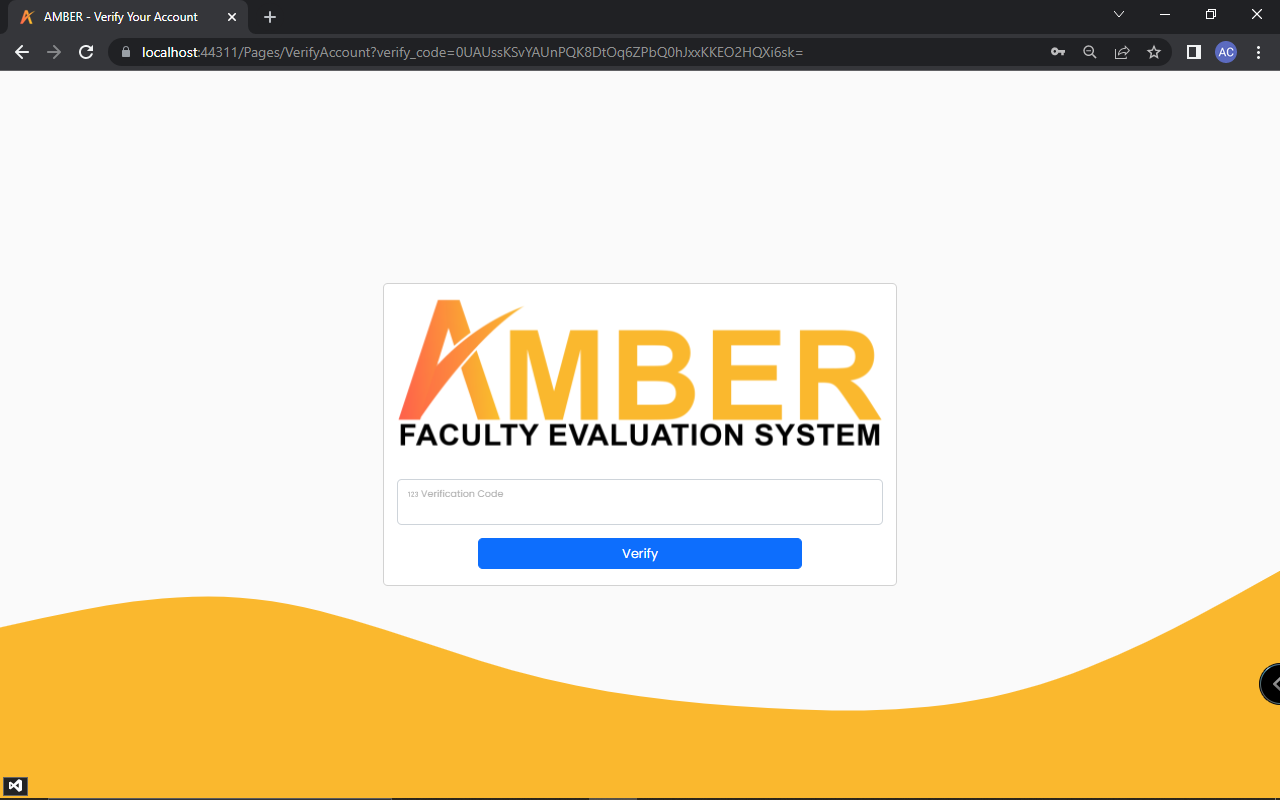 AMBER - Verify Your Account
localhost:44311/Pages/VerifyAccount?verify_code=0UAUssKSvYAUnPQK8DtOq6ZPbQ0hJxxKKEO2HQXi6sk=
AC
AMBER
FACULTY EVALUATION SYSTEM
123 Verification Code
Verify